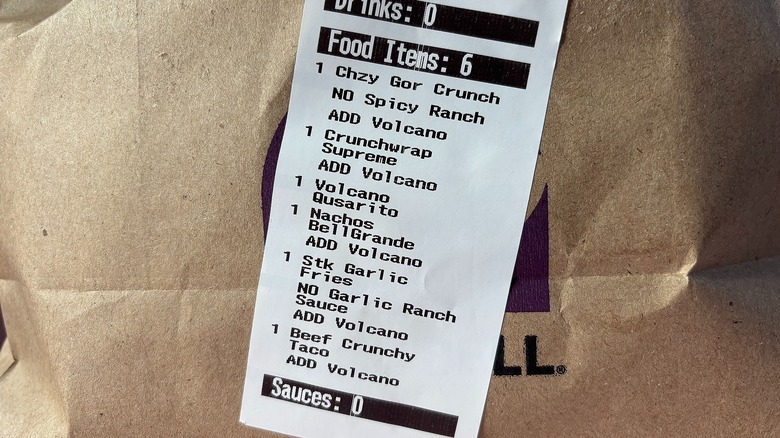 Drinks: 0
Food Items: 6
1 Chzy Gor Crunch
NO Spicy Ranch
ADD Volcano
1 Crunchwrap
Supreme
ADD Volcano
1 Volcano
Qusarito
1 Nachos
BellGrande
ADD Volcano
1 Stk Garlic
Fries
NO Garlic Ranch
Sauce
ADD Volcano
1 Beef Crunchy
Taco
ADD Volcano
Sauces: 0
LL®